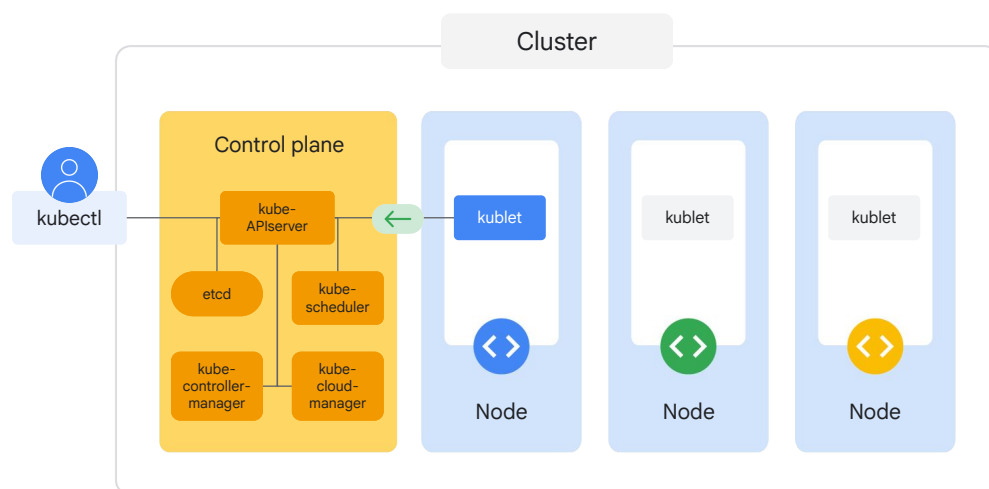 Cluster
Control plane
kubectl
kube-
APIserver
kublet
kublet
kublet
etcd
kube-
scheduler
kube-
controller-
manager
kube-
cloud-
manager
Node
Node
Node